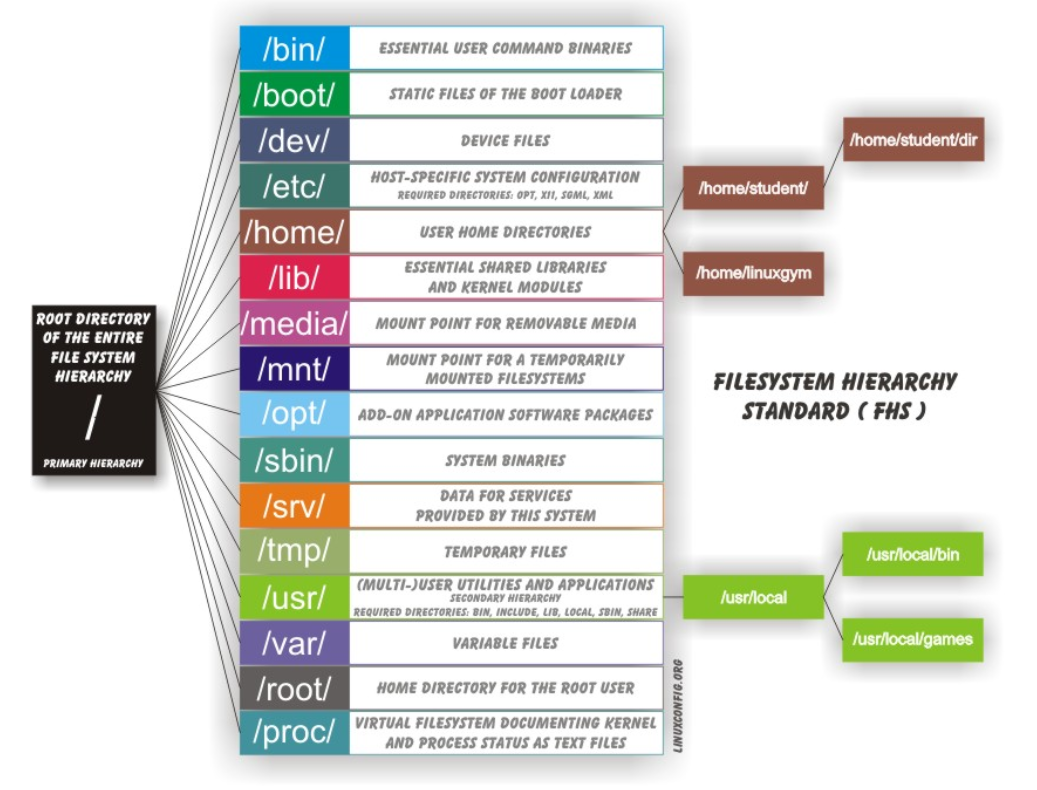 ROOT DIRECTORY
OF THE ENTIRE
FILE SYSTEM
HIERARCHY
/
PRIMARY HIERARCHY
/bin/
ESSENTIAL USER COMMAND BINARIES
/boot/
STATIC FILES OF THE BOOT LOADER
/dev/
DEVICE FILES
/etc/
HOST-SPECIFIC SYSTEM CONFIGURATION
REQUIRED DIRECTORIES: OPT, X11, SGML, XML
/home/
USER HOME DIRECTORIES
/lib/
ESSENTIAL SHARED LIBRARIES
AND KERNEL MODULES
/media/
MOUNT POINT FOR REMOVABLE MEDIA
/mnt/
MOUNT POINT FOR A TEMPORARILY
MOUNTED FILESYSTEMS
/opt/
ADD-ON APPLICATION SOFTWARE PACKAGES
/sbin/
SYSTEM BINARIES
/srv/
DATA FOR SERVICES
PROVIDED BY THIS SYSTEM
/tmp/
TEMPORARY FILES
/usr/
(MULTI-)USER UTILITIES AND APPLICATIONS
SECONDARY HIERARCHY
REQUIRED DIRECTORIES: BIN, INCLUDE, LIB, LOCAL, SBIN, SHARE
/var/
VARIABLE FILES
/root/
HOME DIRECTORY FOR THE ROOT USER
/proc/
VIRTUAL FILESYSTEM DOCUMENTING KERNEL
AND PROCESS STATUS AS TEXT FILES
/home/student/
/home/student/dir
/home/linuxgym
FILESYSTEM HIERARCHY
STANDARD ( FHS )
/usr/local
/usr/local/bin
/usr/local/games
LINUXCONFIG.ORG